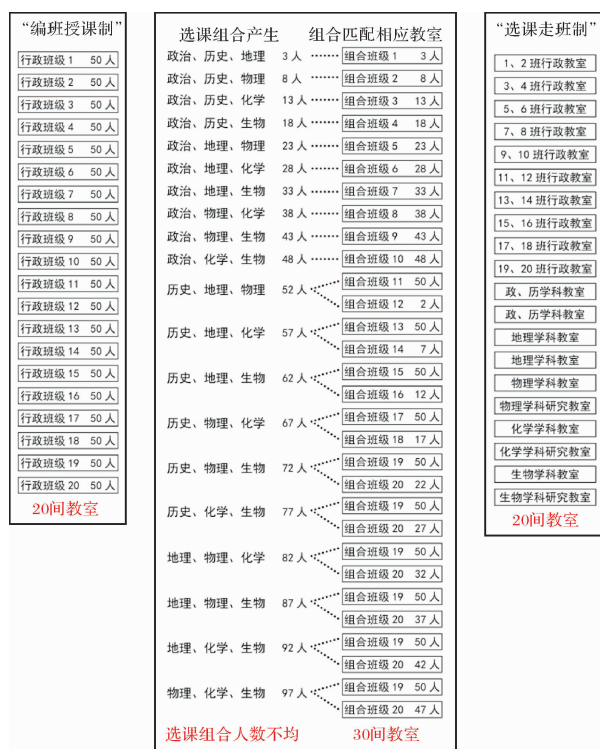 “编班授课制”
行政班级 1 50 人
行政班级 2 50 人
行政班级 3 50 人
行政班级 4 50 人
行政班级 5 50 人
行政班级 6 50 人
行政班级 7 50 人
行政班级 8 50 人
行政班级 9 50 人
行政班级 10 50 人
行政班级 11 50 人
行政班级 12 50 人
行政班级 13 50 人
行政班级 14 50 人
行政班级 15 50 人
行政班级 16 50 人
行政班级 17 50 人
行政班级 18 50 人
行政班级 19 50 人
行政班级 20 50 人
20间教室
选课组合产生 组合匹配相应教室
政治、历史、地理 3 人 ······ 组合班级 1 3 人
政治、历史、物理 8 人 ······ 组合班级 2 8 人
政治、历史、化学 13 人 ······ 组合班级 3 13 人
政治、历史、生物 18 人 ······ 组合班级 4 18 人
政治、地理、物理 23 人 ······ 组合班级 5 23 人
政治、地理、化学 28 人 ······ 组合班级 6 28 人
政治、地理、生物 33 人 ······ 组合班级 7 33 人
政治、物理、化学 38 人 ······ 组合班级 8 38 人
政治、物理、生物 43 人 ······ 组合班级 9 43 人
政治、化学、生物 48 人 ······ 组合班级 10 48 人
历史、地理、物理 52 人
组合班级 11 50 人
组合班级 12 2 人
历史、地理、化学 57 人
组合班级 13 50 人
组合班级 14 7 人
历史、地理、生物 62 人
组合班级 15 50 人
组合班级 16 12 人
历史、物理、化学 67 人
组合班级 17 50 人
组合班级 18 17 人
历史、物理、生物 72 人
组合班级 19 50 人
组合班级 20 22 人
历史、化学、生物 77 人
组合班级 19 50 人
组合班级 20 27 人
地理、物理、化学 82 人
组合班级 19 50 人
组合班级 20 32 人
地理、物理、生物 87 人
组合班级 19 50 人
组合班级 20 37 人
地理、化学、生物 92 人
组合班级 19 50 人
组合班级 20 42 人
物理、化学、生物 97 人
组合班级 19 50 人
组合班级 20 47 人
选课组合人数不均 30间教室
“选课走班制”
1、2 班行政教室
3、4 班行政教室
5、6 班行政教室
7、8 班行政教室
9、10 班行政教室
11、12 班行政教室
13、14 班行政教室
15、16 班行政教室
17、18 班行政教室
19、20 班行政教室
政、历学科教室
政、历学科教室
地理学科教室
地理学科教室
物理学科教室
物理学科研究教室
化学学科教室
化学学科研究教室
生物学科教室
生物学科研究教室
20间教室